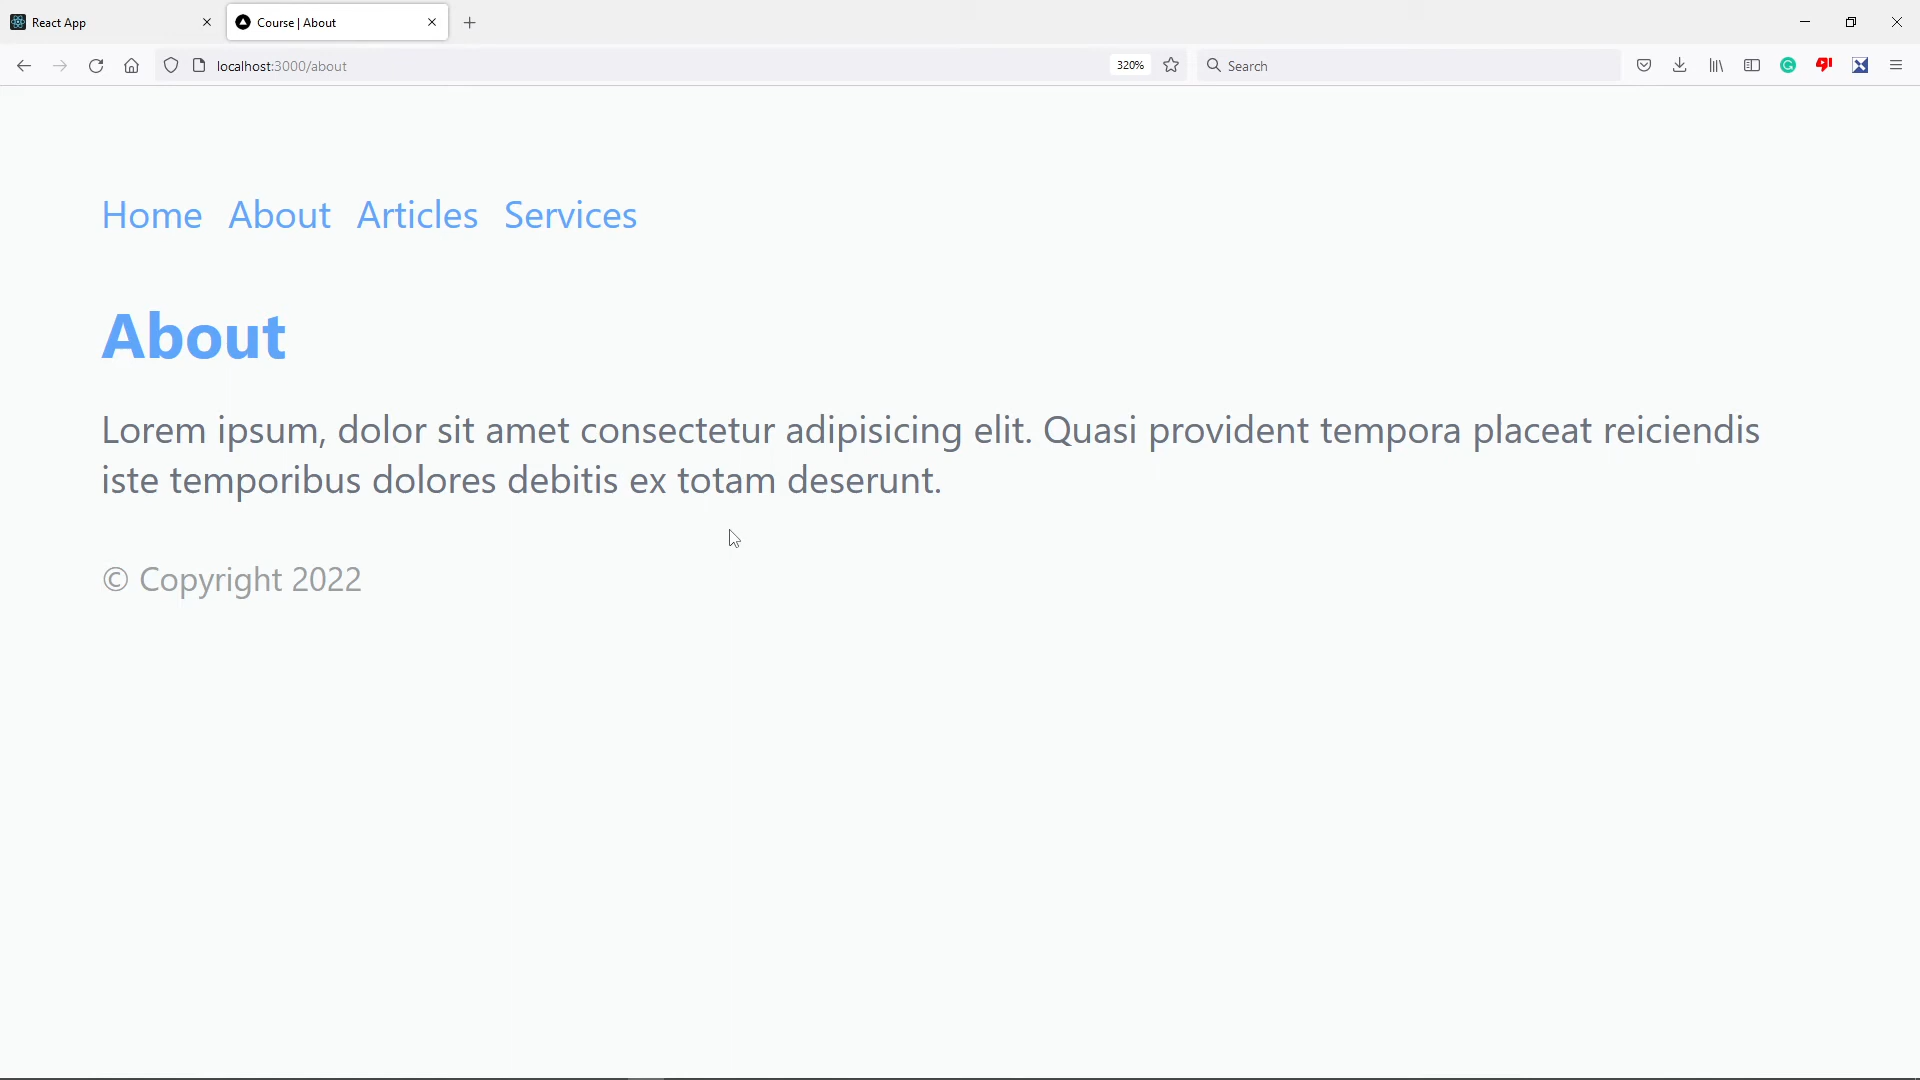 React App
Course | About
localhost:3000/about
320%
Search
Home About Articles Services
About
Lorem ipsum, dolor sit amet consectetur adipisicing elit. Quasi provident tempora placeat reiciendis
iste temporibus dolores debitis ex totam deserunt.
© Copyright 2022